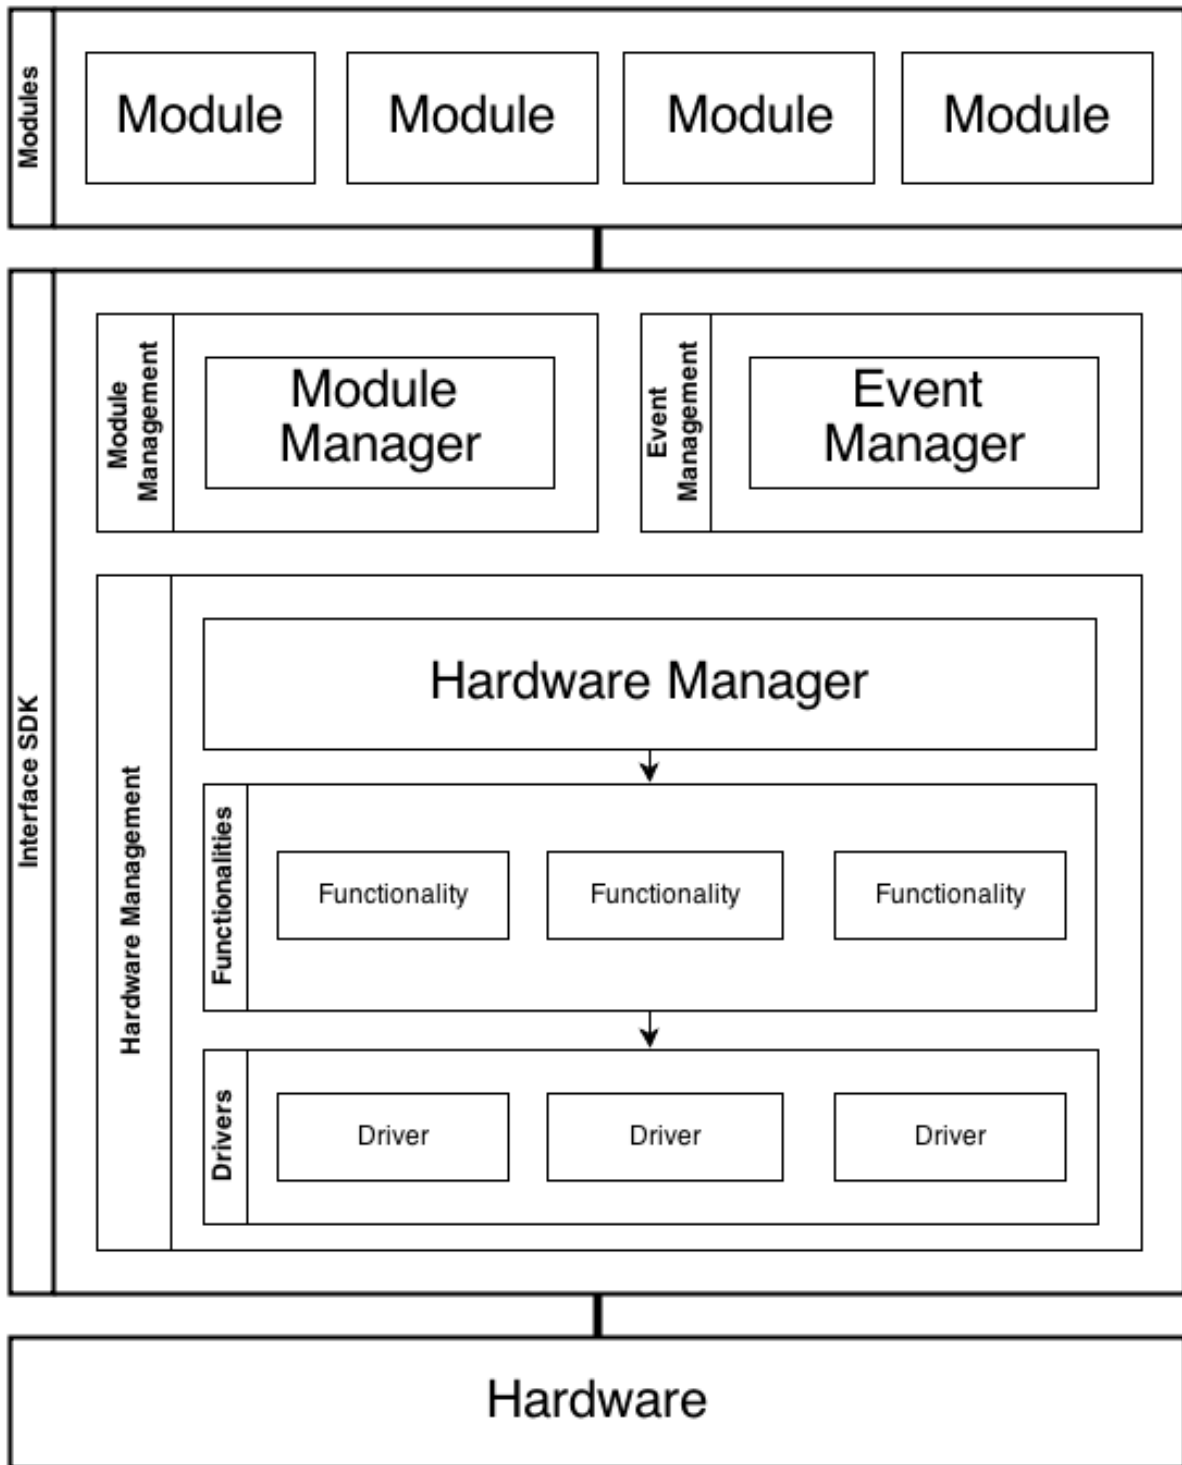 Modules
Module
Module
Module
Module
Interface SDK
Module
Management
Module
Manager
Event
Management
Event
Manager
Hardware Management
Hardware Manager
Functionalities
Functionality
Functionality
Functionality
Drivers
Driver
Driver
Driver
Hardware